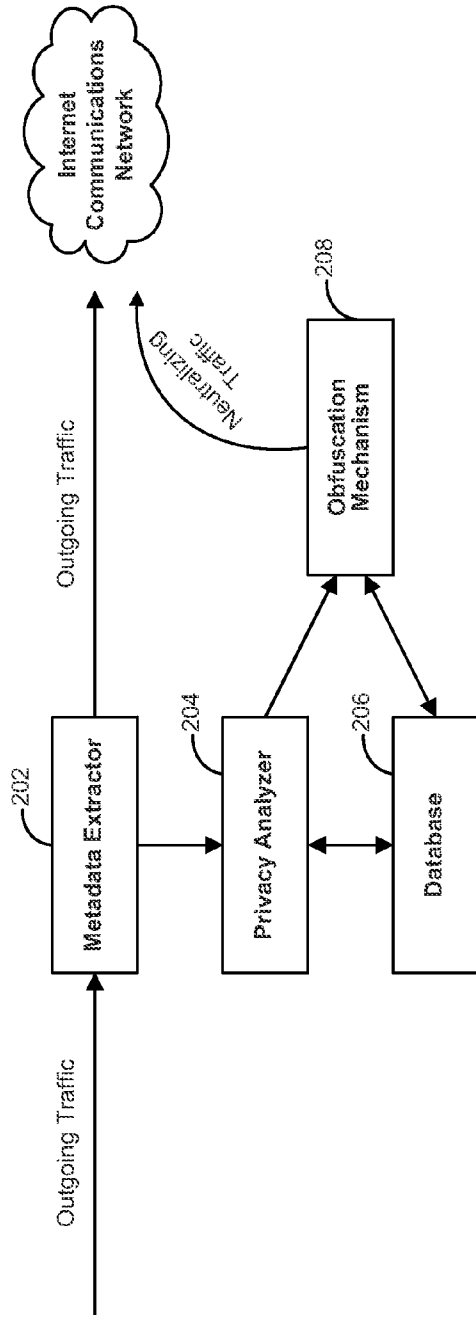 Outgoing Traffic
202
Metadata Extractor
Outgoing Traffic
Internet
Communications
Network
204
Privacy Analyzer
206
Database
208
Obfuscation
Mechanism
Neutralizing
Traffic